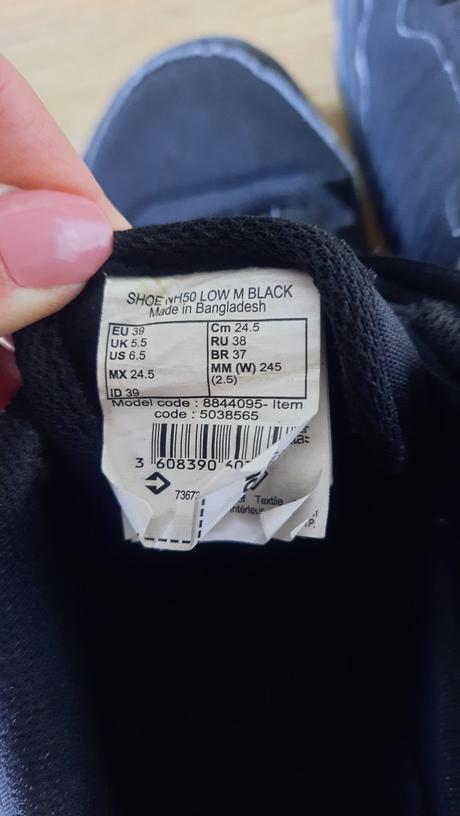 SHOE NH50 LOW M BLACK
Made in Bangladesh
EU 39 Cm 24.5
UK 5.5 RU 38
US 6.5 BR 37
MX 24.5 MM (W) 245
(2.5)
ID 39
Model code : 8844095- Item
code : 5038565
3 608390
7367
Textile